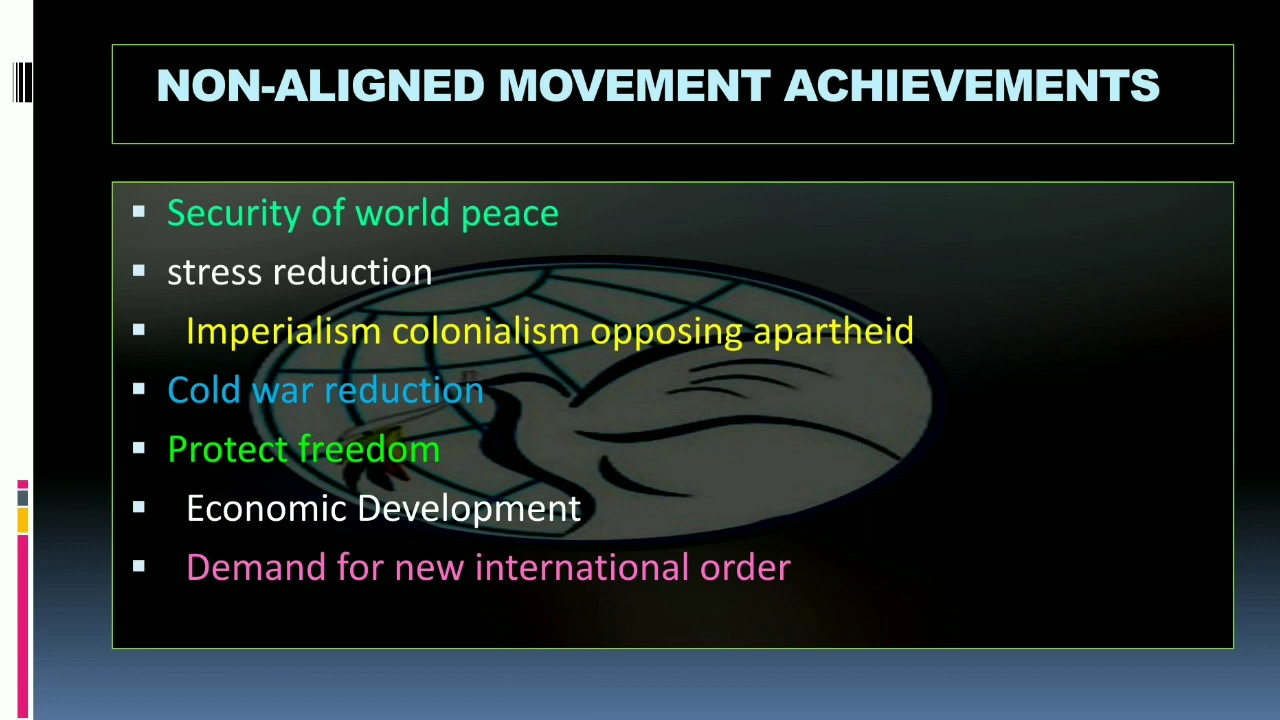 NON-ALIGNED MOVEMENT ACHIEVEMENTS
Security of world peace
stress reduction
Imperialism colonialism opposing apartheid
Cold war reduction
Protect freedom
Economic Development
Demand for new international order